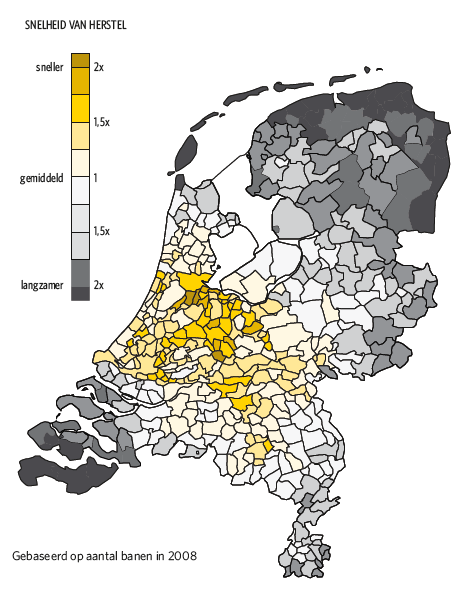 SNELHEID VAN HERSTEL
sneller 2x
1,5x
gemiddeld 1
1,5x
langzamer 2x
Gebaseerd op aantal banen in 2008